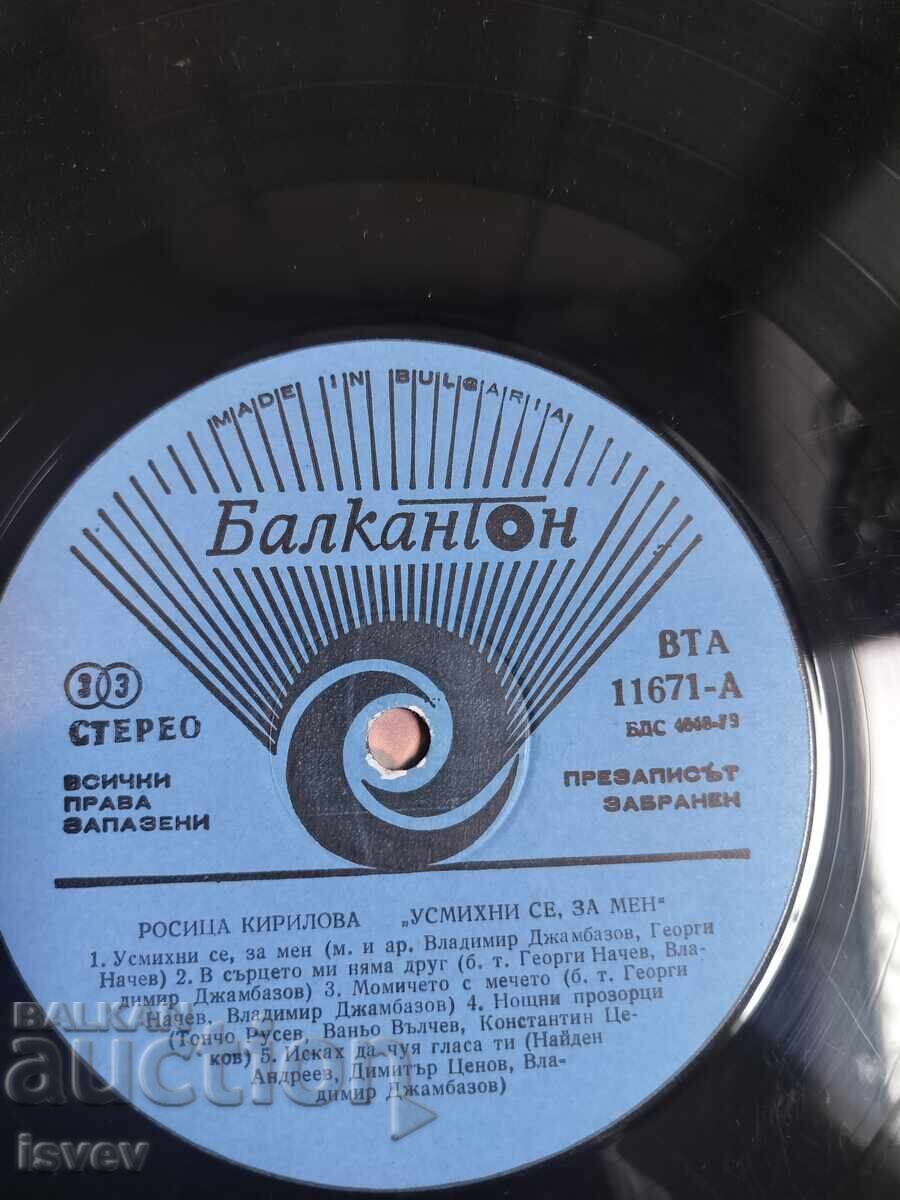 MADE IN BULGARIA
Балкантон
ВТА
11671-А
БДС 4048-79
33
СТЕРЕО
ВСИЧКИ
ПРАВА
ЗАПАЗЕНИ
ПРЕЗАПИСЪТ
ЗАБРАНЕН
РОСИЦА КИРИЛОВА „УСМИХНИ СЕ, ЗА МЕН“
1. Усмихни се, за мен (м. и ар. Владимир Джамбазов, Георги
Начев) 2. В сърцето ми няма друг (б. т. Георги Начев, Вла-
димир Джамбазов) 3. Момичето с мечето (б. т. Георги
Начев, Владимир Джамбазов) 4. Нощни прозорци
(Тончо Русев, Ваньо Вълчев, Константин Це-
ков) 5. Исках да чуя гласа ти (Найден
Андреев, Димитър Ценов, Вла-
димир Джамбазов)
BALKAN
auction
isvev